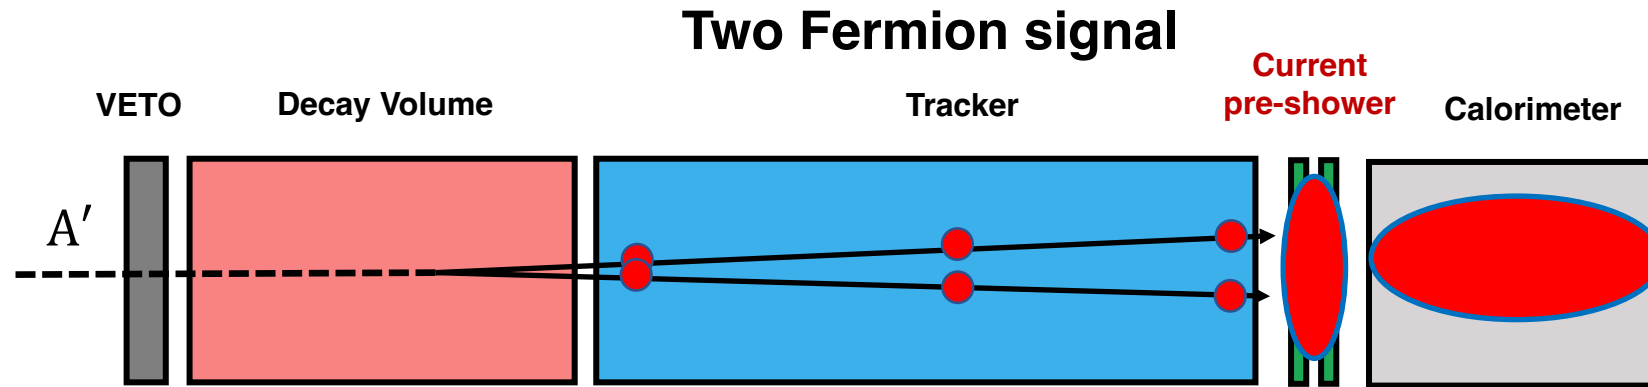 Two Fermion signal
Current
pre-shower
VETO
Decay Volume
Tracker
Calorimeter
A′